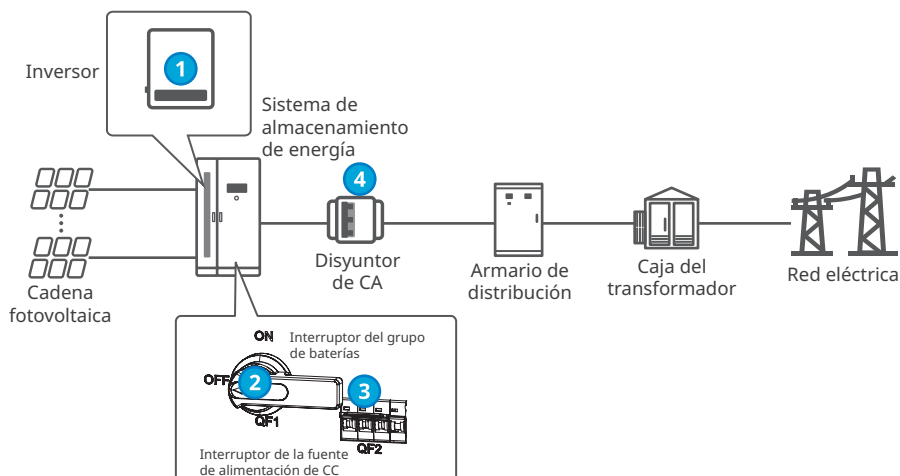 1
Inversor
Sistema de
almacenamiento
de energía
4
Disyuntor
de CA
Armario de
distribución
Caja del
transformador
Red eléctrica
Cadena
fotovoltaica
ON
Interruptor del grupo
de baterías
OFF
2
3
QF1
QF2
Interruptor de la fuente
de alimentación de CC